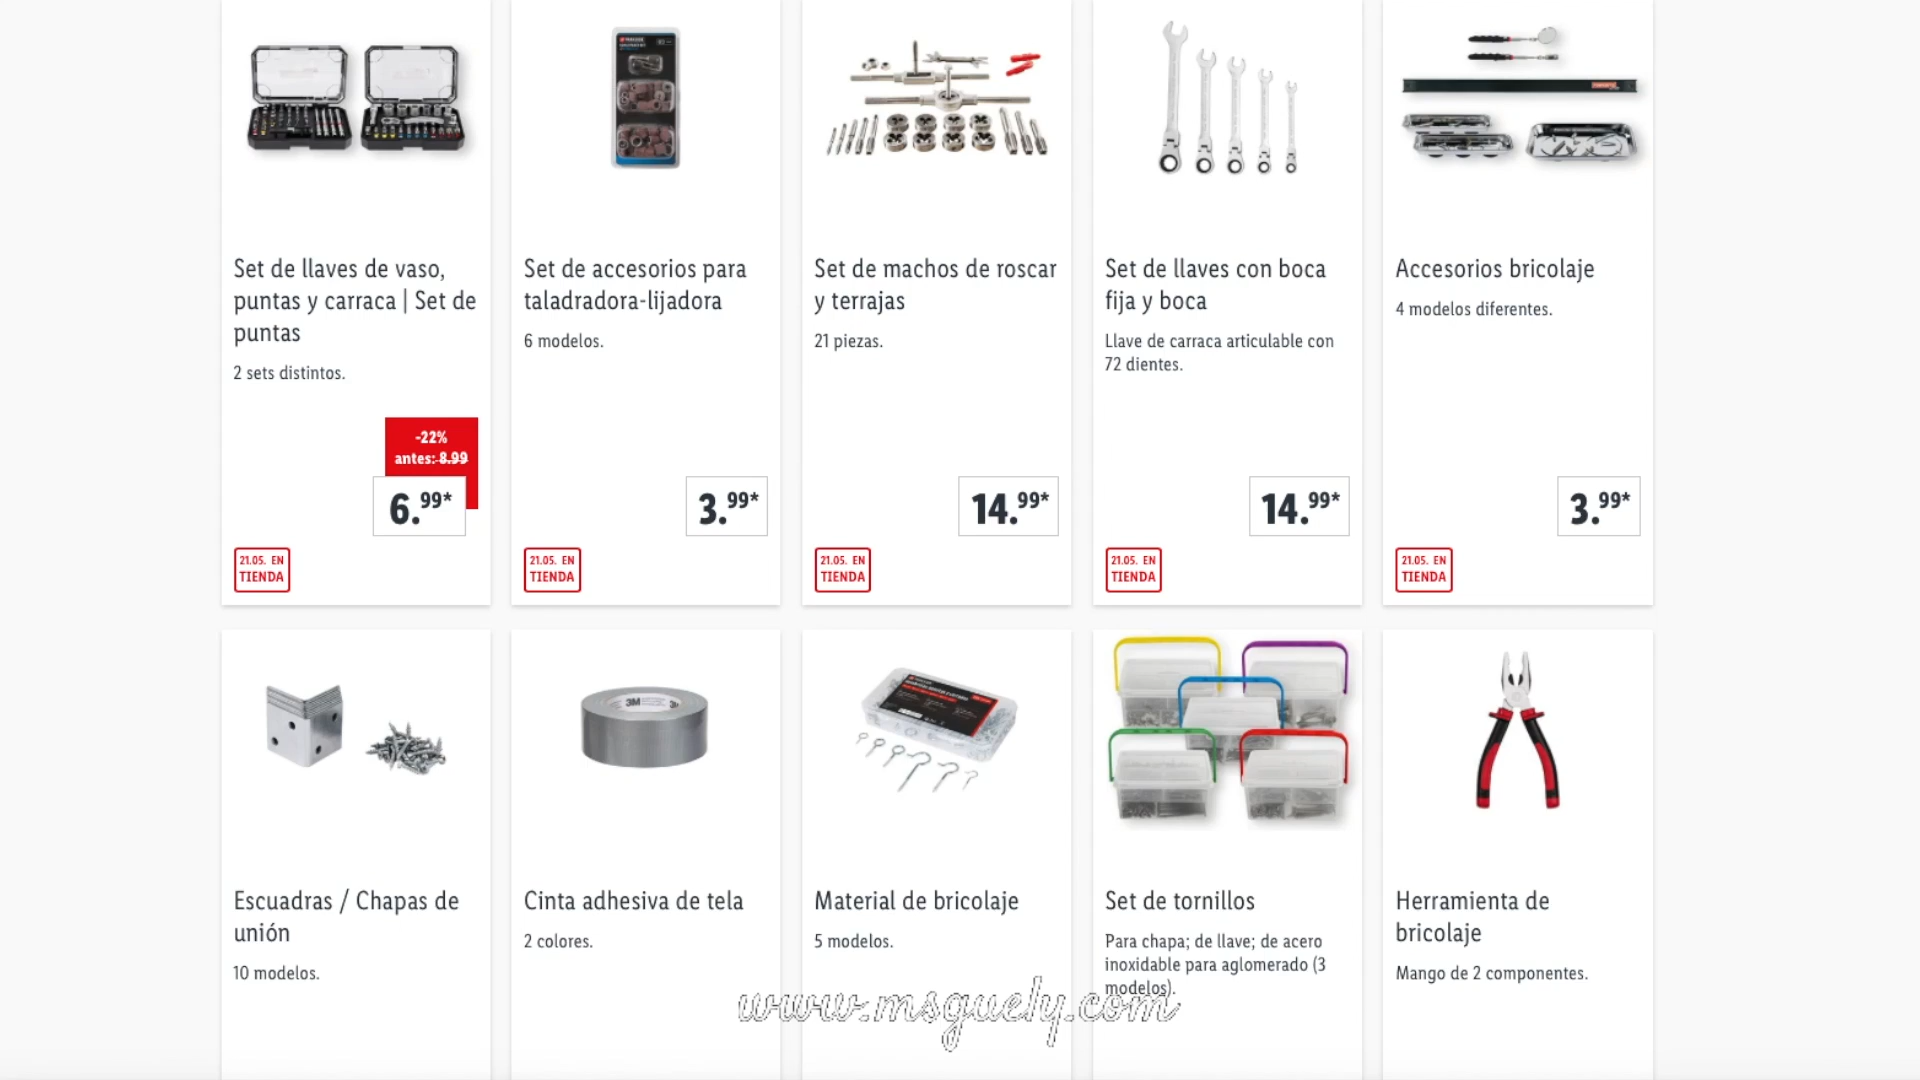 Set de llaves de vaso,
puntas y carraca | Set de
puntas
2 sets distintos.
-22%
antes: 8.99
6.99*
21.05. EN
TIENDA
Set de accesorios para
taladradora-lijadora
6 modelos.
3.99*
21.05. EN
TIENDA
Set de machos de roscar
y terrajas
21 piezas.
14.99*
21.05. EN
TIENDA
Set de llaves con boca
fija y boca
Llave de carraca articulable con
72 dientes.
14.99*
21.05. EN
TIENDA
Accesorios bricolaje
4 modelos diferentes.
3.99*
21.05. EN
TIENDA
Escuadras / Chapas de
unión
10 modelos.
3M
Cinta adhesiva de tela
2 colores.
Material de bricolaje
5 modelos.
Set de tornillos
Para chapa; de llave; de acero
inoxidable para aglomerado (3
modelos).
Herramienta de
bricolaje
Mango de 2 componentes.
www.msguely.com